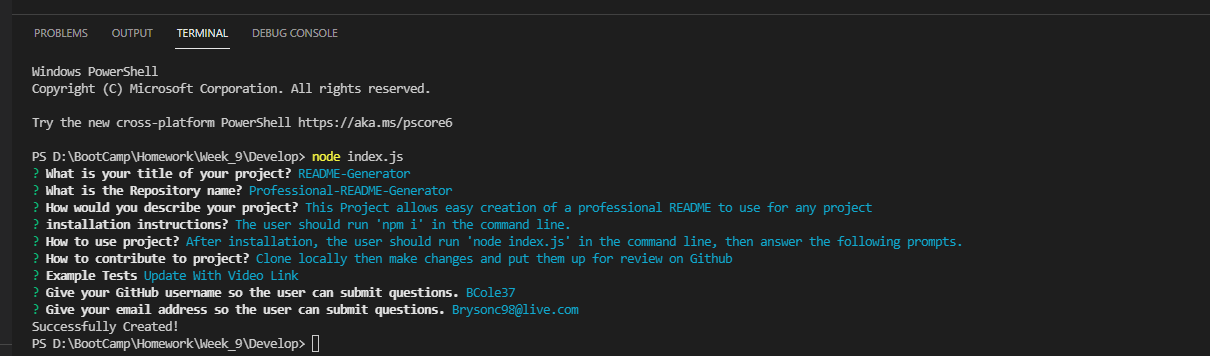 PROBLEMS OUTPUT TERMINAL DEBUG CONSOLE
Windows PowerShell
Copyright (C) Microsoft Corporation. All rights reserved.
Try the new cross-platform PowerShell https://aka.ms/pscore6
PS D:\BootCamp\Homework\Week_9\Develop> node index.js
? What is your title of your project? README-Generator
? What is the Repository name? Professional-README-Generator
? How would you describe your project? This Project allows easy creation of a professional README to use for any project
? installation instructions? The user should run 'npm i' in the command line.
? How to use project? After installation, the user should run 'node index.js' in the command line, then answer the following prompts.
? How to contribute to project? Clone locally then make changes and put them up for review on Github
? Example Tests Update With Video Link
? Give your GitHub username so the user can submit questions. BCole37
? Give your email address so the user can submit questions. Brysonc98@live.com
Successfully Created!
PS D:\BootCamp\Homework\Week_9\Develop>